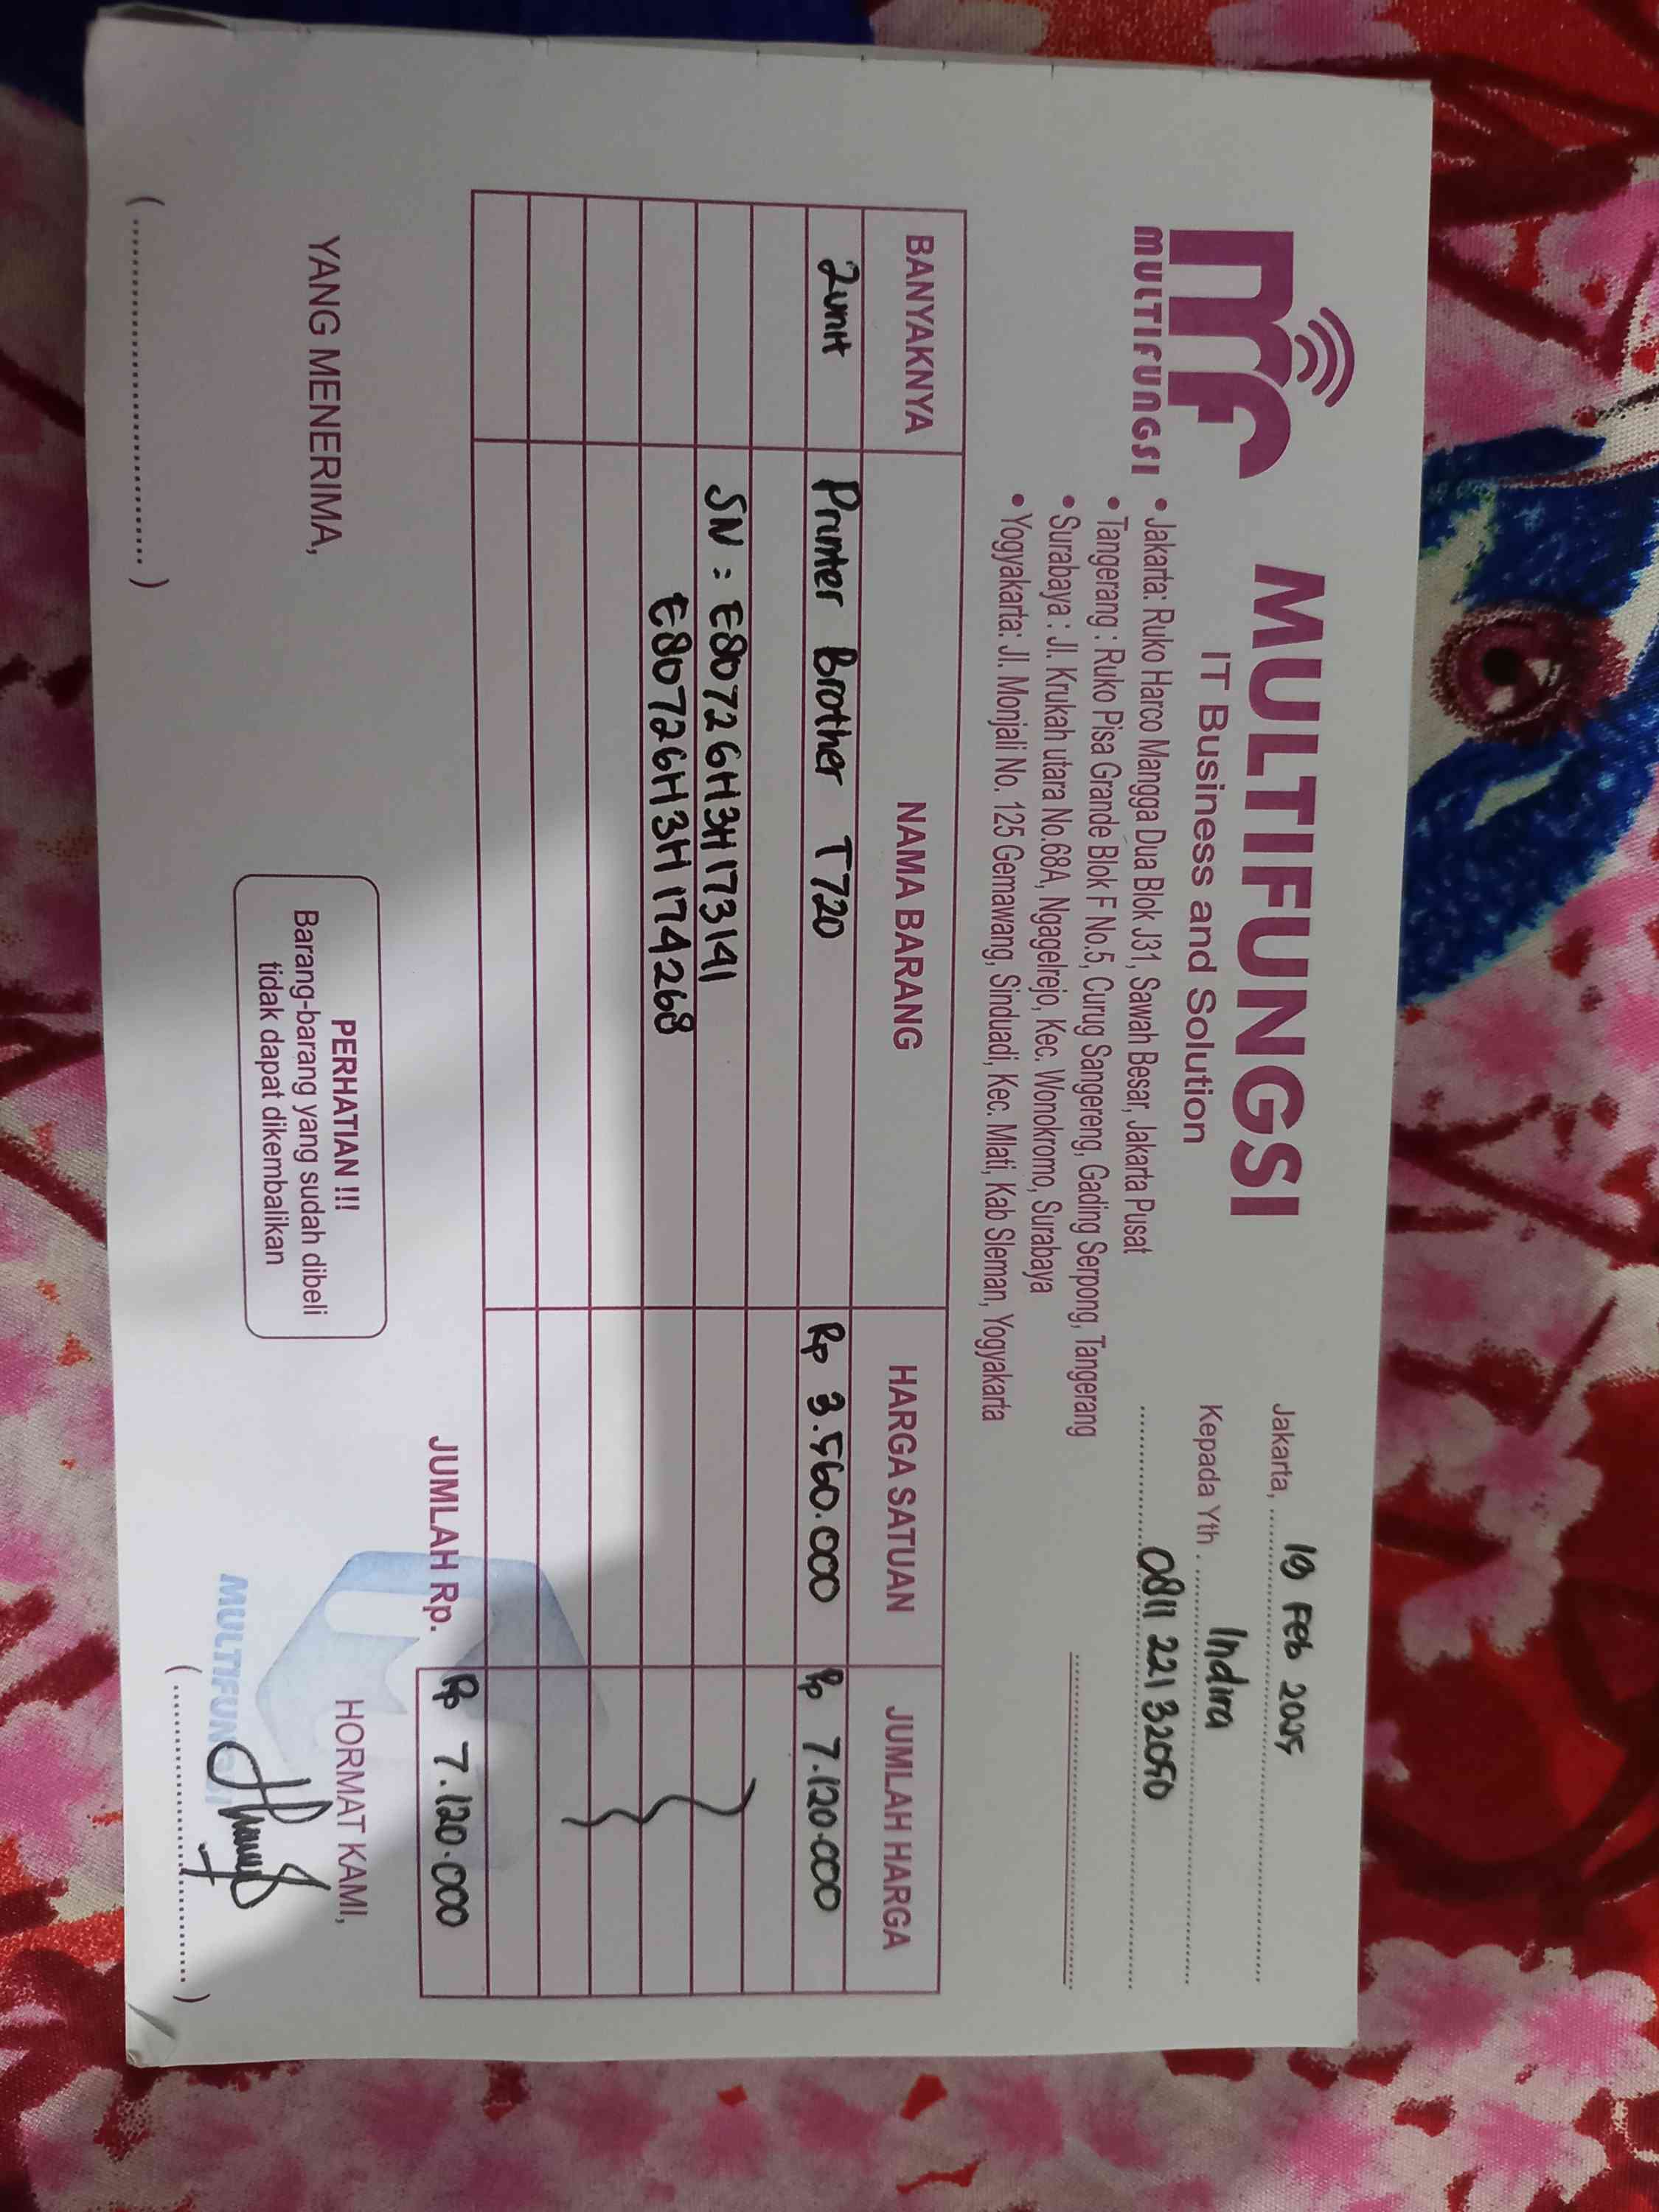 MULTIFUNGSI
MULTIFUNGSI
IT Business and Solution
• Jakarta: Ruko Harco Mangga Dua Blok J31, Sawah Besar, Jakarta Pusat
• Tangerang : Ruko Pisa Grande Blok F No.5, Curug Sangereng, Gading Serpong, Tangerang
• Surabaya : Jl. Krukah utara No.68A, Ngagelrejo, Kec. Wonokromo, Surabaya
• Yogyakarta: Jl. Monjali No. 125 Gemawang, Sinduadi, Kec. Mlati, Kab Sleman, Yogyakarta
Jakarta, 19 Feb 2025
Kepada Yth. Indira
0811 221 32050
BANYAKNYA NAMA BARANG HARGA SATUAN JUMLAH HARGA
2 unit Printer Brother T720 Rp 3.560.000 Rp 7.120.000
SN : E80726H3H173141
E80726H3H174268
JUMLAH Rp. Rp 7.120.000
YANG MENERIMA,
PERHATIAN !!!
Barang-barang yang sudah dibeli
tidak dapat dikembalikan
HORMAT KAMI,
MULTIFUNGSI